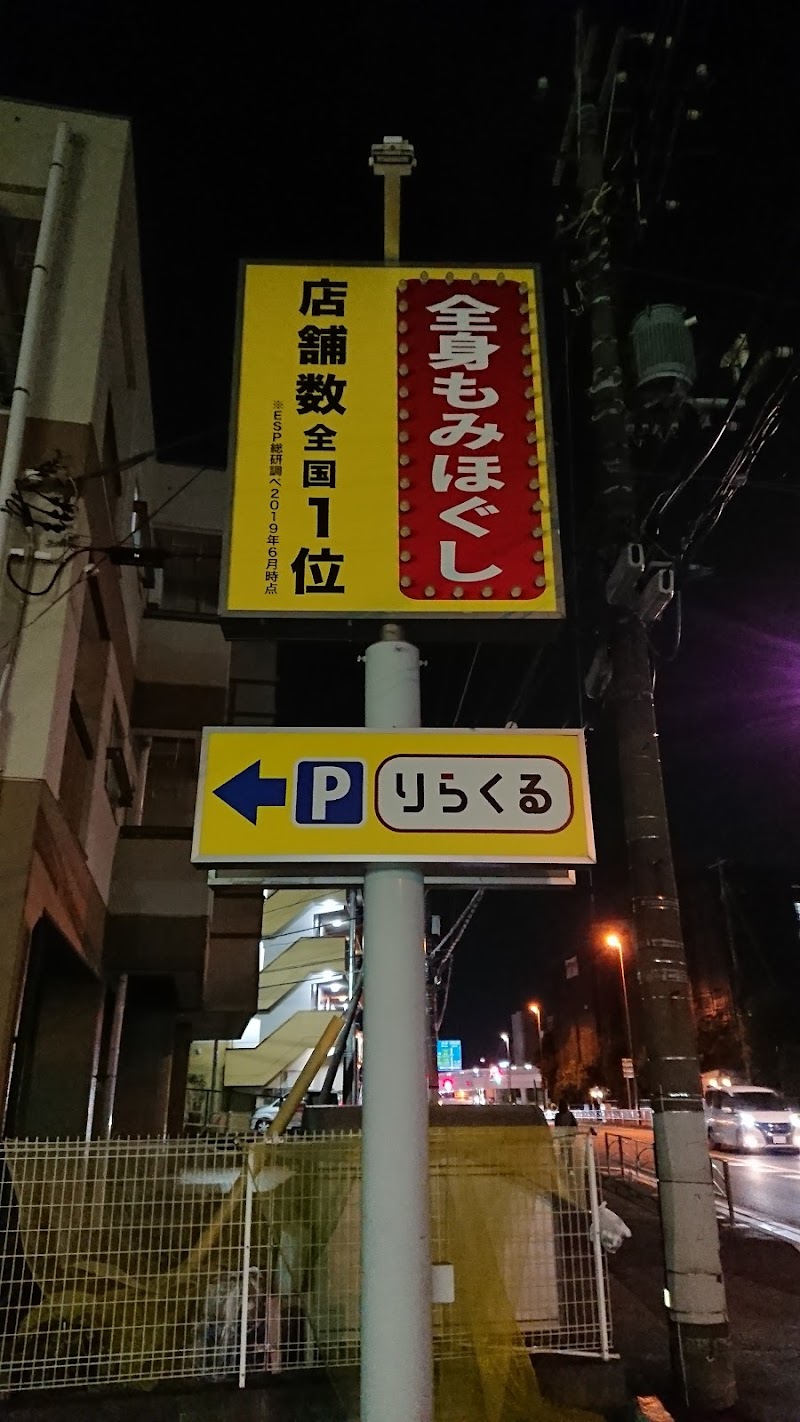 全身もみほぐし
店舗数全国1位
※ESP総研調べ2019年6月時点
P りらくる